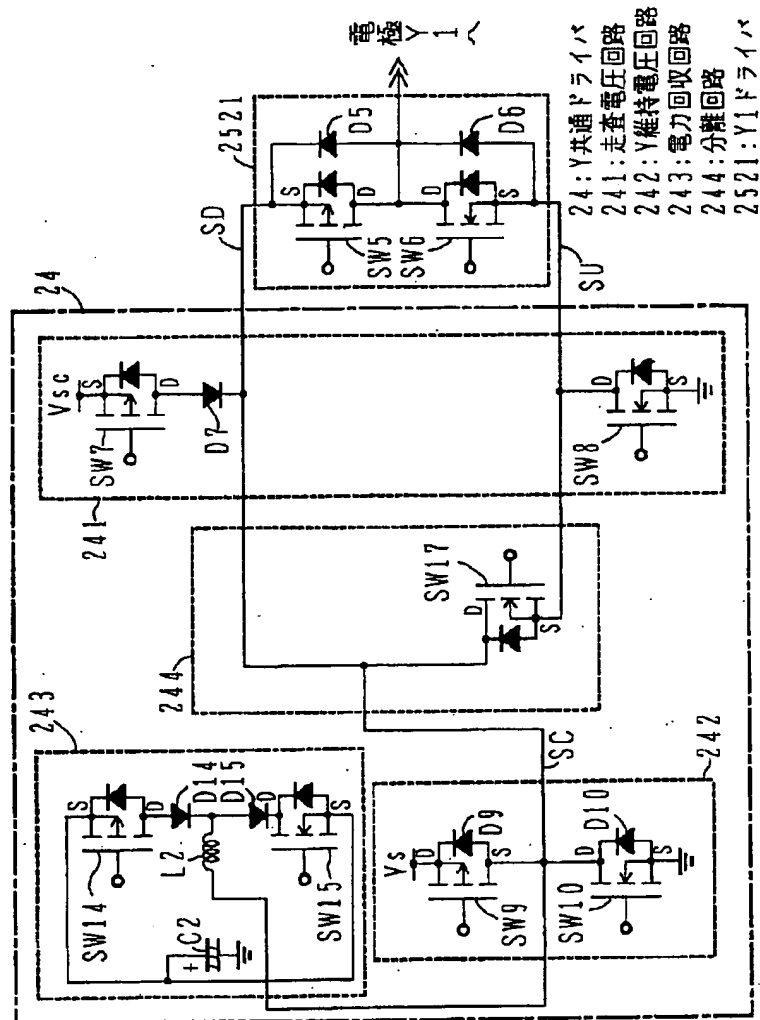 24
243
SW14
S
D
D14
L2
D15
+
C2
D
S
SW15
244
D
SW17
S
241
Vsc
SW7
S
D
D7
SW8
D
S
SD
SU
2521
S
D5
SW5
D
D
D6
SW6
S
電極Y1へ
SC
242
Vs
D
D9
SW9
S
D
D10
SW10
S
24:Y共通ドライバ
241:走査電圧回路
242:Y維持電圧回路
243:電力回収回路
244:分離回路
2521:Y1ドライバ